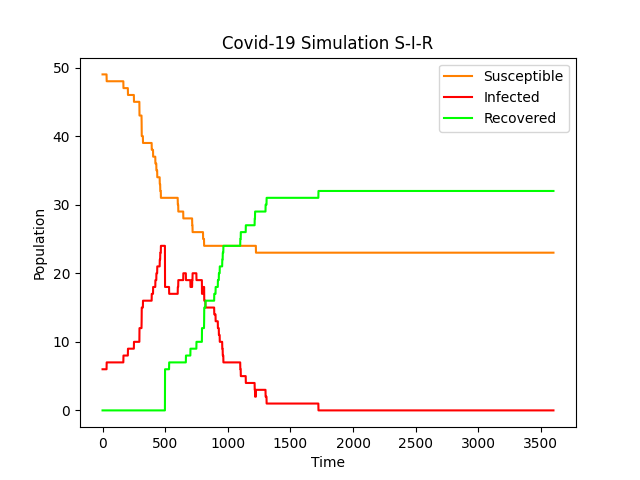 Covid-19 Simulation S-I-R
Susceptible
Infected
Recovered
50
40
30
20
10
0
Population
0 500 1000 1500 2000 2500 3000 3500
Time